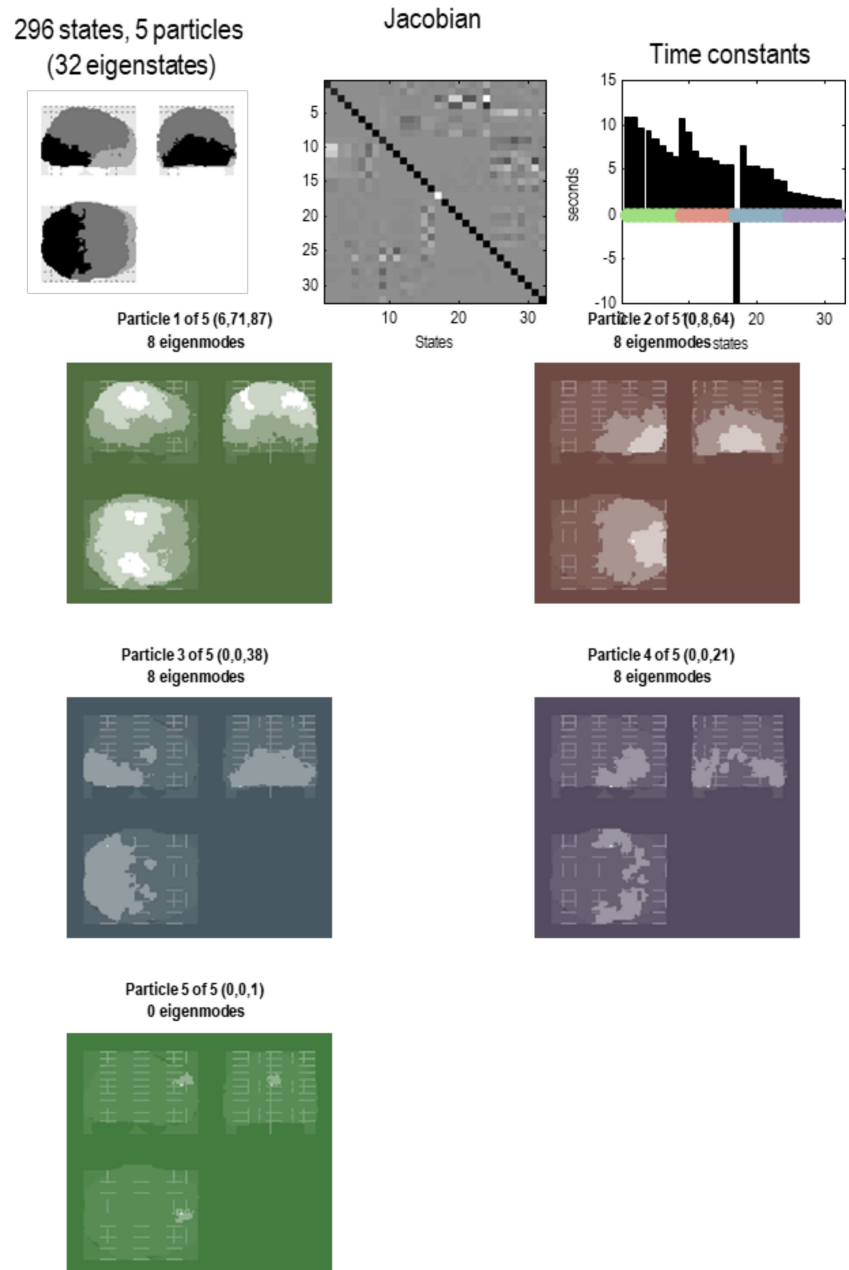 296 states, 5 particles
(32 eigenstates)
Jacobian
5
10
15
20
25
30
10
20
30
States
Time constants
15
10
5
0
-5
-10
seconds
20
30
states
Particle 1 of 5 (6,71,87)
8 eigenmodes
Particle 2 of 5 (0,8,64)
8 eigenmodes
Particle 3 of 5 (0,0,38)
8 eigenmodes
Particle 4 of 5 (0,0,21)
8 eigenmodes
Particle 5 of 5 (0,0,1)
0 eigenmodes